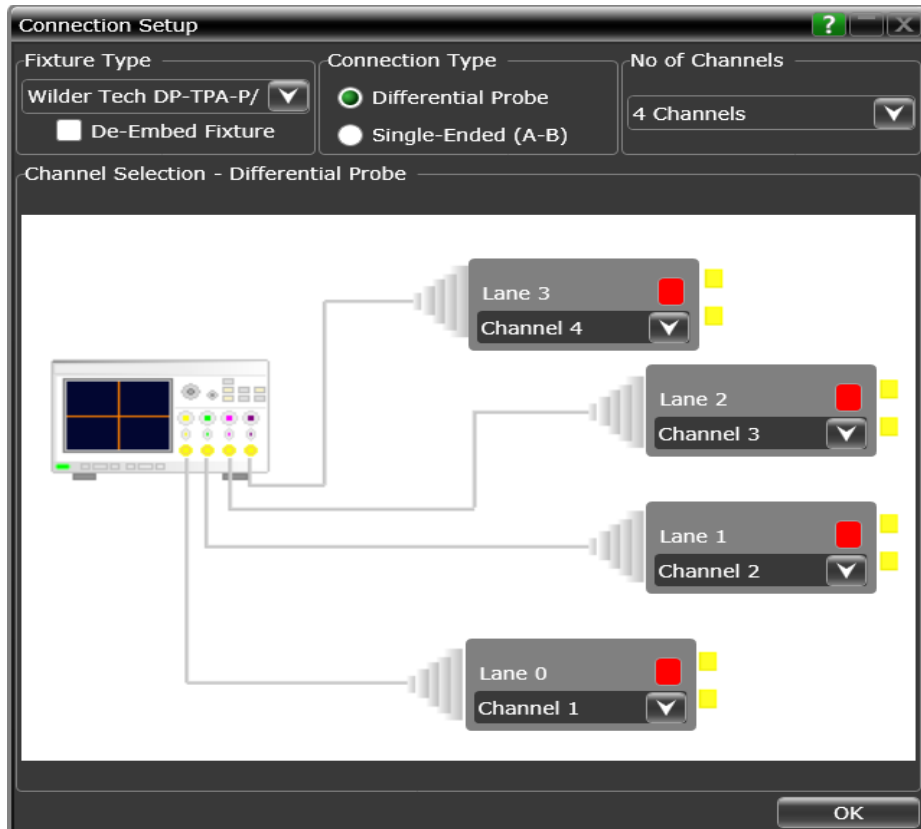 Connection Setup
?
Fixture Type
Connection Type
No of Channels
Wilder Tech DP-TPA-P/
Differential Probe
4 Channels
De-Embed Fixture
Single-Ended (A-B)
Channel Selection - Differential Probe
Lane 3
Channel 4
Lane 2
Channel 3
Lane 1
Channel 2
Lane 0
Channel 1
OK